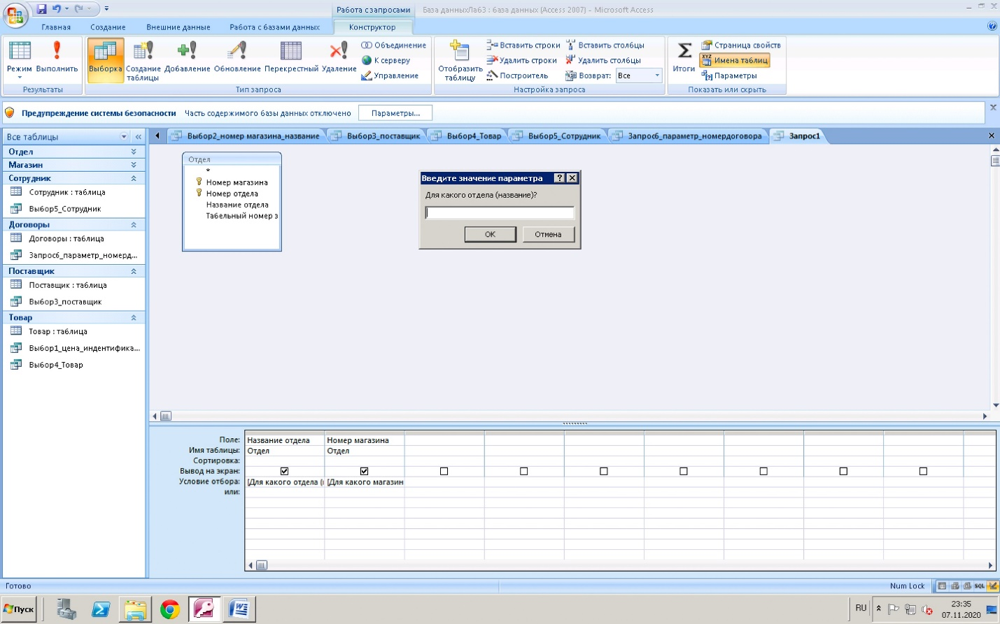 Работа с запросами
База данныхЛаб3 : база данных (Access 2007) - Microsoft Access
Главная Создание Внешние данные Работа с базами данных Конструктор
Режим Выполнить
Результаты
Выборка Создание таблицы Добавление Обновление Перекрестный Удаление
Объединение
К серверу
Управление
Тип запроса
Отобразить таблицу
Вставить строки
Удалить строки
Построитель
Вставить столбцы
Удалить столбцы
Возврат: Все
Настройка запроса
Итоги
Страница свойств
Имена таблиц
Параметры
Показать или скрыть
Предупреждение системы безопасности Часть содержимого базы данных отключено Параметры...
Все таблицы
Отдел
Магазин
Сотрудник
Сотрудник : таблица
Выбор5_Сотрудник
Договоры
Договоры : таблица
Запрос6_параметр_номерд...
Поставщик
Поставщик : таблица
Выбор3_поставщик
Товар
Товар : таблица
Выбор1_цена_индентифика...
Выбор4_Товар
Выбор2_номер магазина_название Выбор3_поставщик Выбор4_Товар Выбор5_Сотрудник Запрос6_параметр_номердоговора Запрос1
Отдел
*
Номер магазина
Номер отдела
Название отдела
Табельный номер з
Введите значение параметра
Для какого отдела (название)?
ОК Отмена
Поле: Название отдела Номер магазина
Имя таблицы: Отдел Отдел
Сортировка:
Вывод на экран:
Условие отбора: [Для какого отдела ( [Для какого магазин
или:
Готово
Num Lock
SQL
Пуск
RU
23:35
07.11.2020